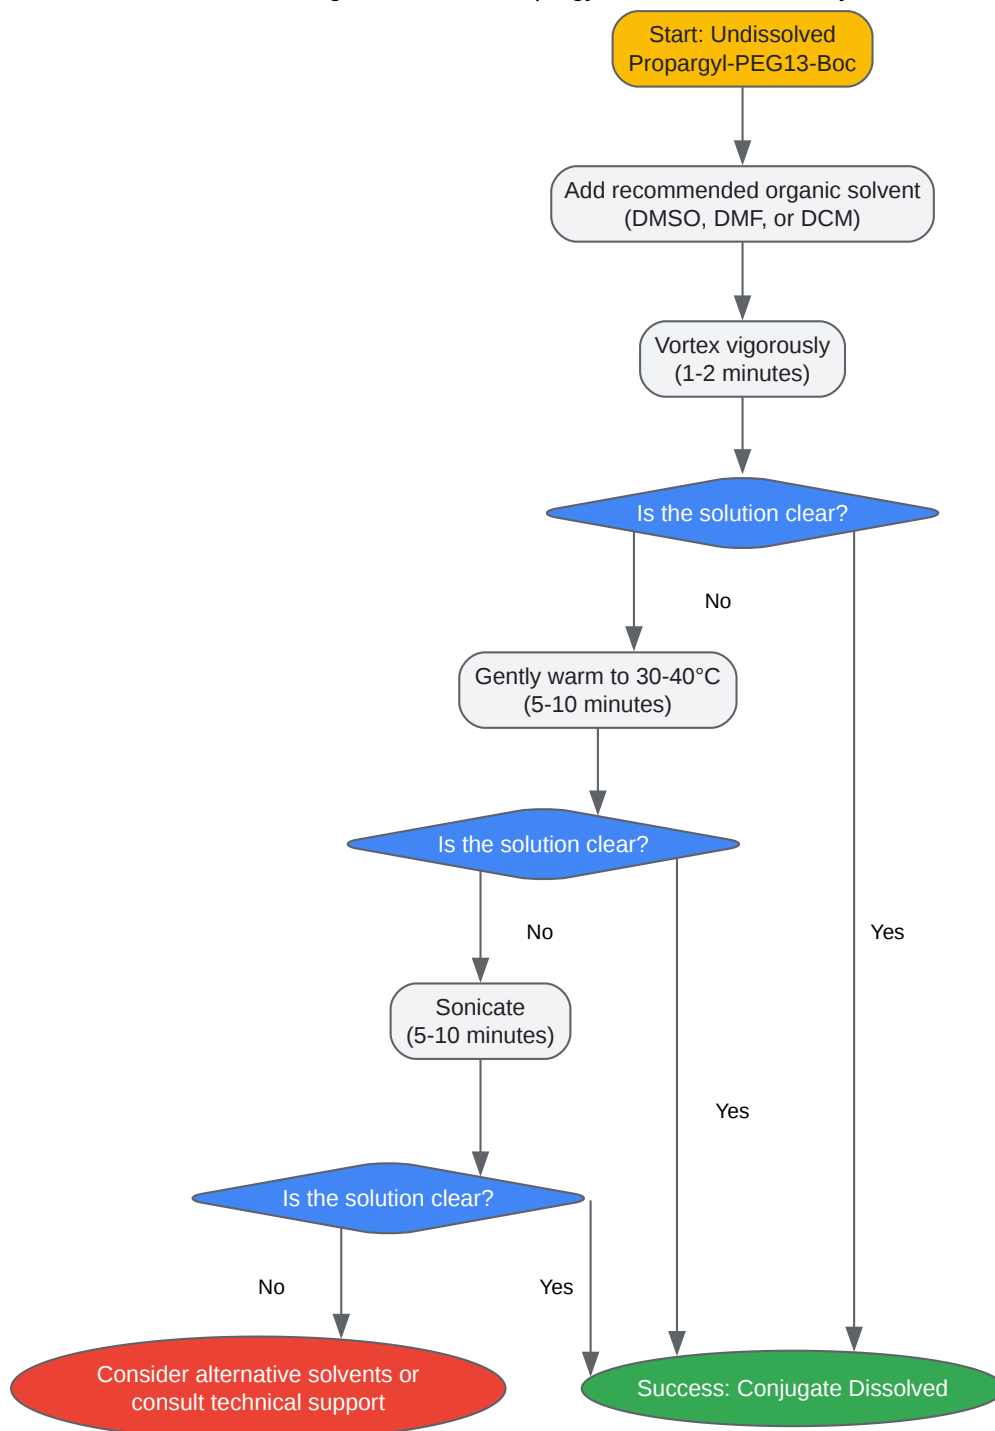 Start: Undissolved
Propargyl-PEG13-Boc
Add recommended organic solvent
(DMSO, DMF, or DCM)
Vortex vigorously
(1-2 minutes)
Is the solution clear?
No
Gently warm to 30-40°C
(5-10 minutes)
Is the solution clear?
No
Yes
Sonicate
(5-10 minutes)
Yes
Is the solution clear?
No
Yes
Consider alternative solvents or
consult technical support
Success: Conjugate Dissolved